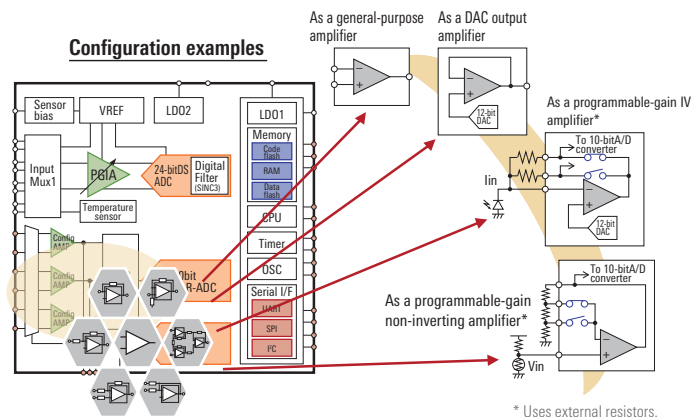 Configuration examples
Sensor
bias
VREF
LDO2
LDO1
Memory
Code
flash
RAM
Data
flash
Input
Mux1
PGIA
24-bitDS
ADC
Digital
Filter
(SINC3)
Temperature
sensor
CPU
Timer
OSC
Serial I/F
UART
SPI
I²C
Config
AMP
Config
AMP
Config
AMP
As a general-purpose
amplifier
As a DAC output
amplifier
12-bit
DAC
As a programmable-gain IV
amplifier*
To 10-bitA/D
converter
Iin
12-bit
DAC
As a programmable-gain
non-inverting amplifier*
To 10-bitA/D
converter
Vin
* Uses external resistors.